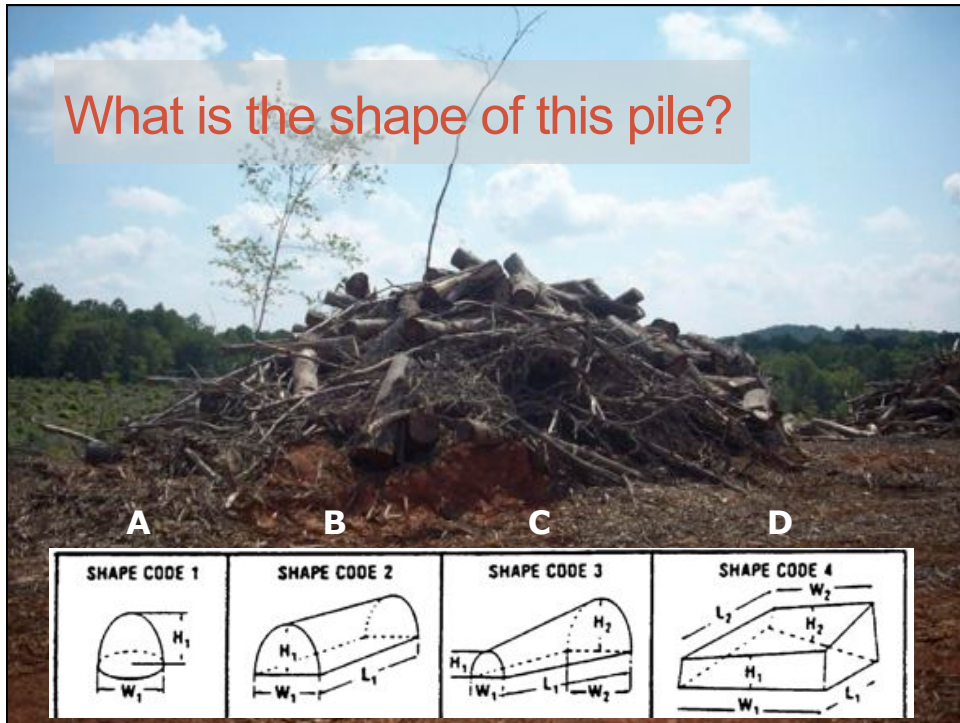 What is the shape of this pile?
A B C D
SHAPE CODE 1 SHAPE CODE 2 SHAPE CODE 3 SHAPE CODE 4
H₁ W₁
H₁ W₁ L₁
H₁ W₁ L₁ H₂ W₂
L₂ W₂ H₂ H₁ W₁ L₁